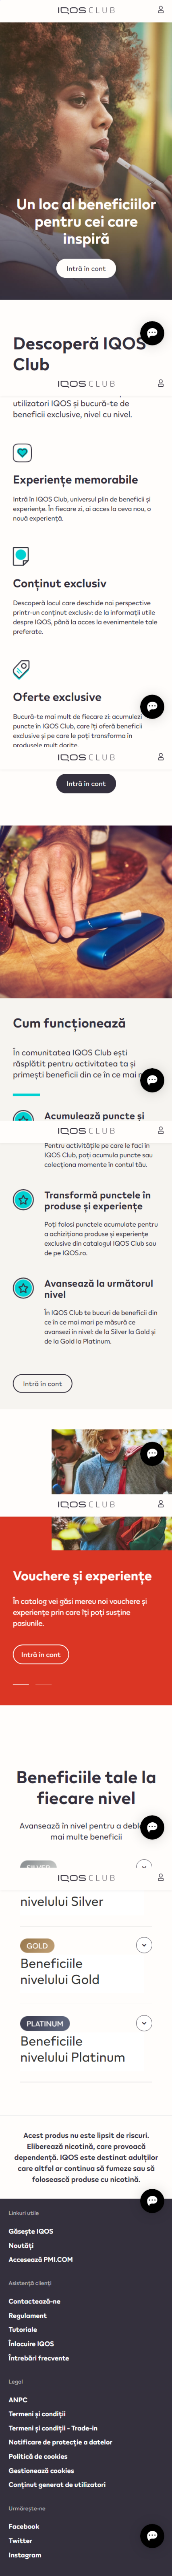 IQOS CLUB
Un loc al beneficiilor
pentru cei care
inspiră
Intră în cont
Descoperă IQOS
Club
IQOS CLUB
utilizatori IQOS și bucură-te de
beneficii exclusive, nivel cu nivel.
Experiențe memorabile
Intră în IQOS Club, universul plin de beneficii și
experiențe. În fiecare zi, ai acces la ceva nou, o
nouă experiență.
Conținut exclusiv
Descoperă locul care deschide noi perspective
printr-un conținut exclusiv: de la informații utile
despre IQOS, până la acces la evenimentele tale
preferate.
Oferte exclusive
Bucură-te mai mult de fiecare zi: acumulezi
puncte în IQOS Club, care îți oferă beneficii
exclusive și pe care le poți transforma în
produsele mult dorite.
IQOS CLUB
Intră în cont
Cum funcționează
În comunitatea IQOS Club ești
răsplătit pentru activitatea ta și
primești beneficii din ce în ce mai
Acumulează puncte și
IQOS CLUB
Pentru activitățile pe care le faci în
IQOS Club, poți acumula puncte sau
colecționa momente în contul tău.
Transformă punctele în
produse și experiențe
Poți folosi punctele acumulate pentru
a achiziționa produse și experiențe
exclusive din catalogul IQOS Club sau
de pe IQOS.ro.
Avansează la următorul
nivel
În IQOS Club te bucuri de beneficii din
ce în ce mai mari pe măsură ce
avansezi în nivel: de la Silver la Gold și
de la Gold la Platinum.
Intră în cont
IQOS CLUB
Vouchere și experiențe
În catalog vei găsi mereu noi vouchere și
experiențe prin care îți poți susține
pasiunile.
Intră în cont
Beneficiile tale la
fiecare nivel
Avansează în nivel pentru a debl
mai multe beneficii
SILVER
IQOS CLUB
nivelului Silver
GOLD
Beneficiile
nivelului Gold
PLATINUM
Beneficiile
nivelului Platinum
Acest produs nu este lipsit de riscuri.
Eliberează nicotină, care provoacă
dependență. IQOS este destinat adulților
care altfel ar continua să fumeze sau să
folosească produse cu nicotină.
Linkuri utile
Găsește IQOS
Noutăți
Accesează PMI.COM
Asistență clienți
Contactează-ne
Regulament
Tutoriale
Înlocuire IQOS
Întrebări frecvente
Legal
ANPC
Termeni și condiții
Termeni și condiții - Trade-in
Notificare de protecție a datelor
Politică de cookies
Gestionează cookies
Conținut generat de utilizatori
Urmărește-ne
Facebook
Twitter
Instagram